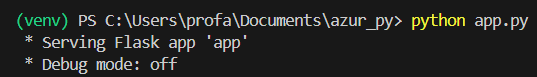 (venv) PS C:\Users\profa\Documents\azur_py> python app.py
 * Serving Flask app 'app'
 * Debug mode: off